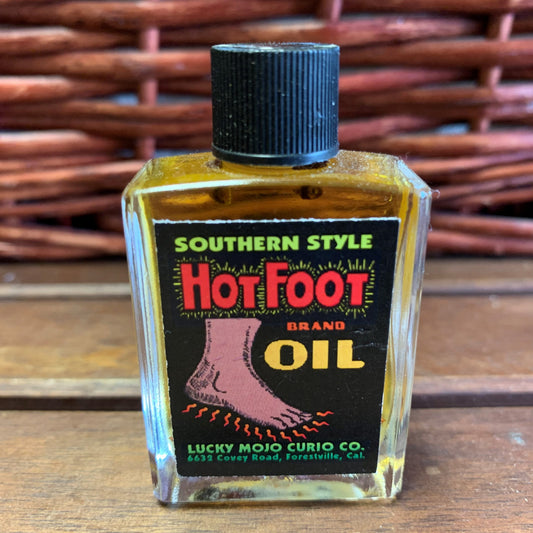 SOUTHERN STYLE
HOT FOOT
BRAND
OIL
LUCKY MOJO CURIO CO.
6632 Covey Road, Forestville, Cal.